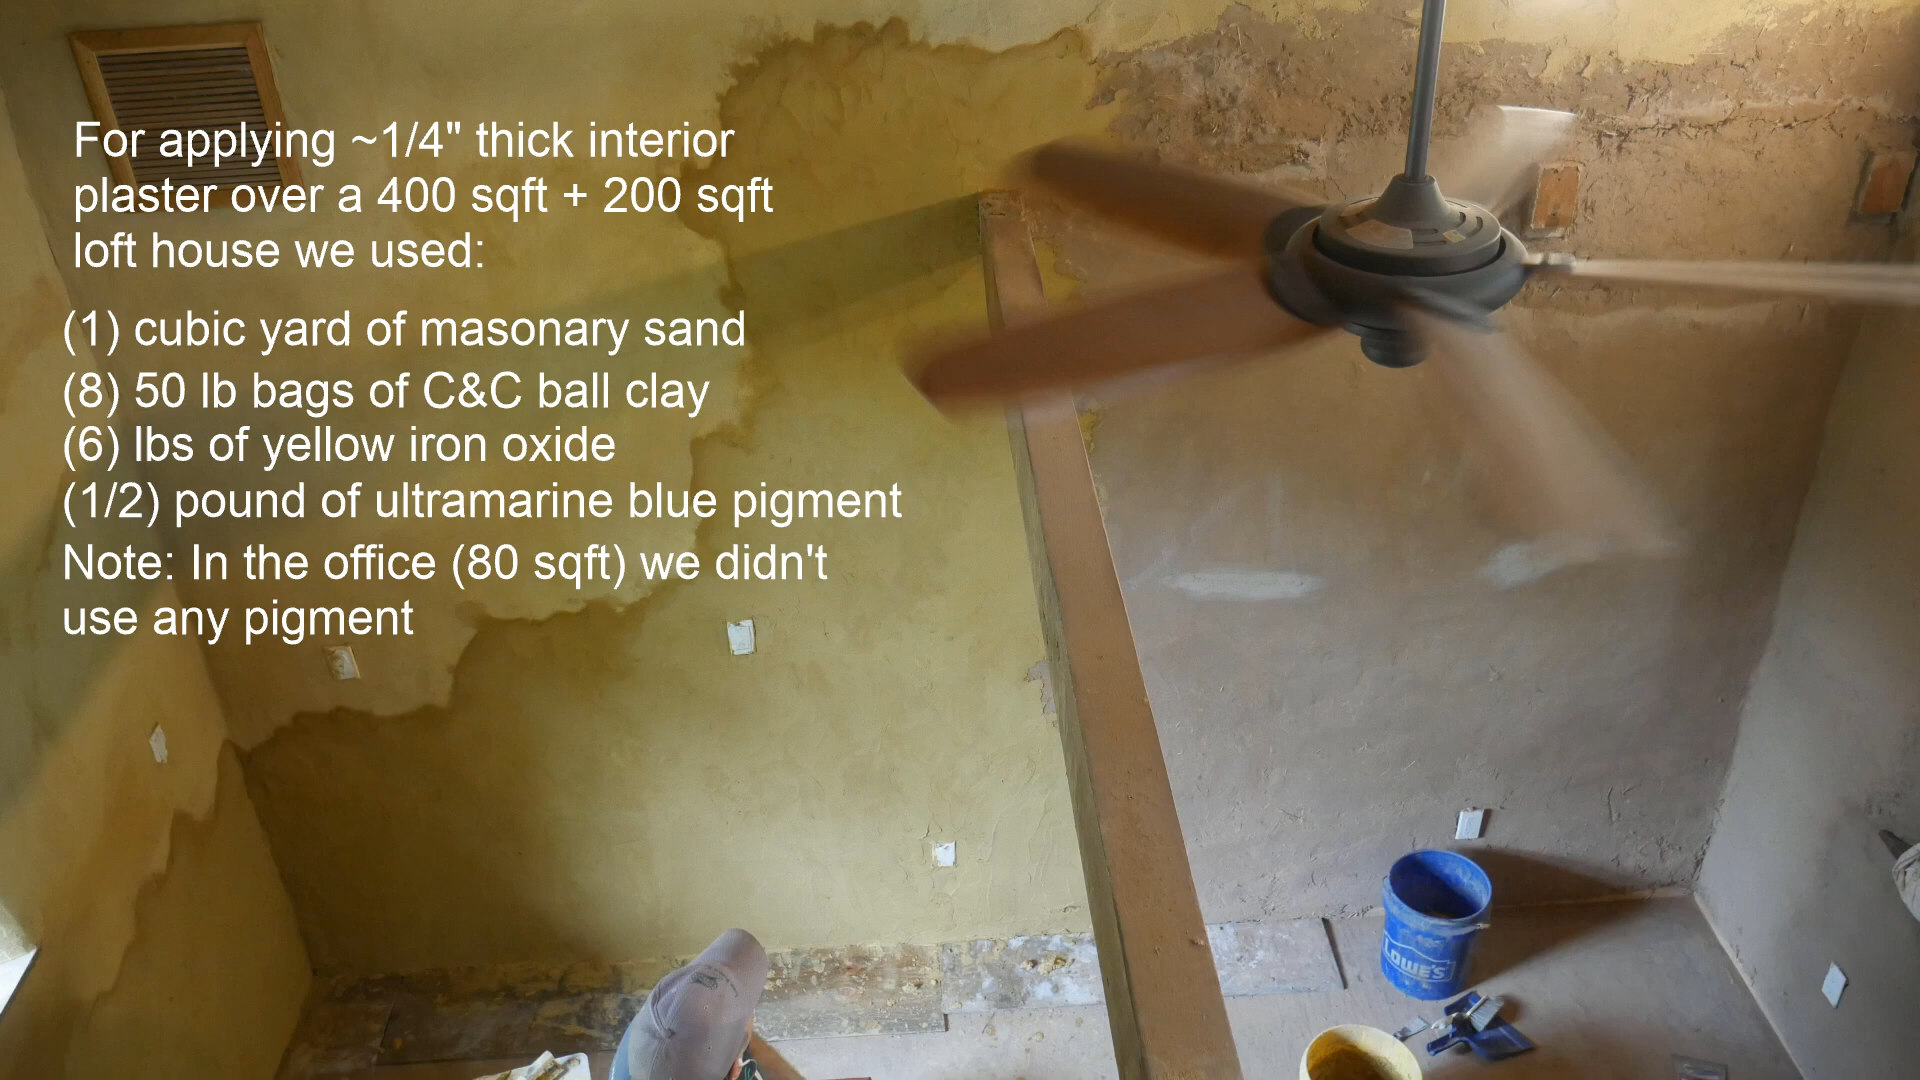 For applying ~1/4" thick interior
plaster over a 400 sqft + 200 sqft
loft house we used:
(1) cubic yard of masonary sand
(8) 50 lb bags of C&C ball clay
(6) lbs of yellow iron oxide
(1/2) pound of ultramarine blue pigment
Note: In the office (80 sqft) we didn't
use any pigment
LOWE'S